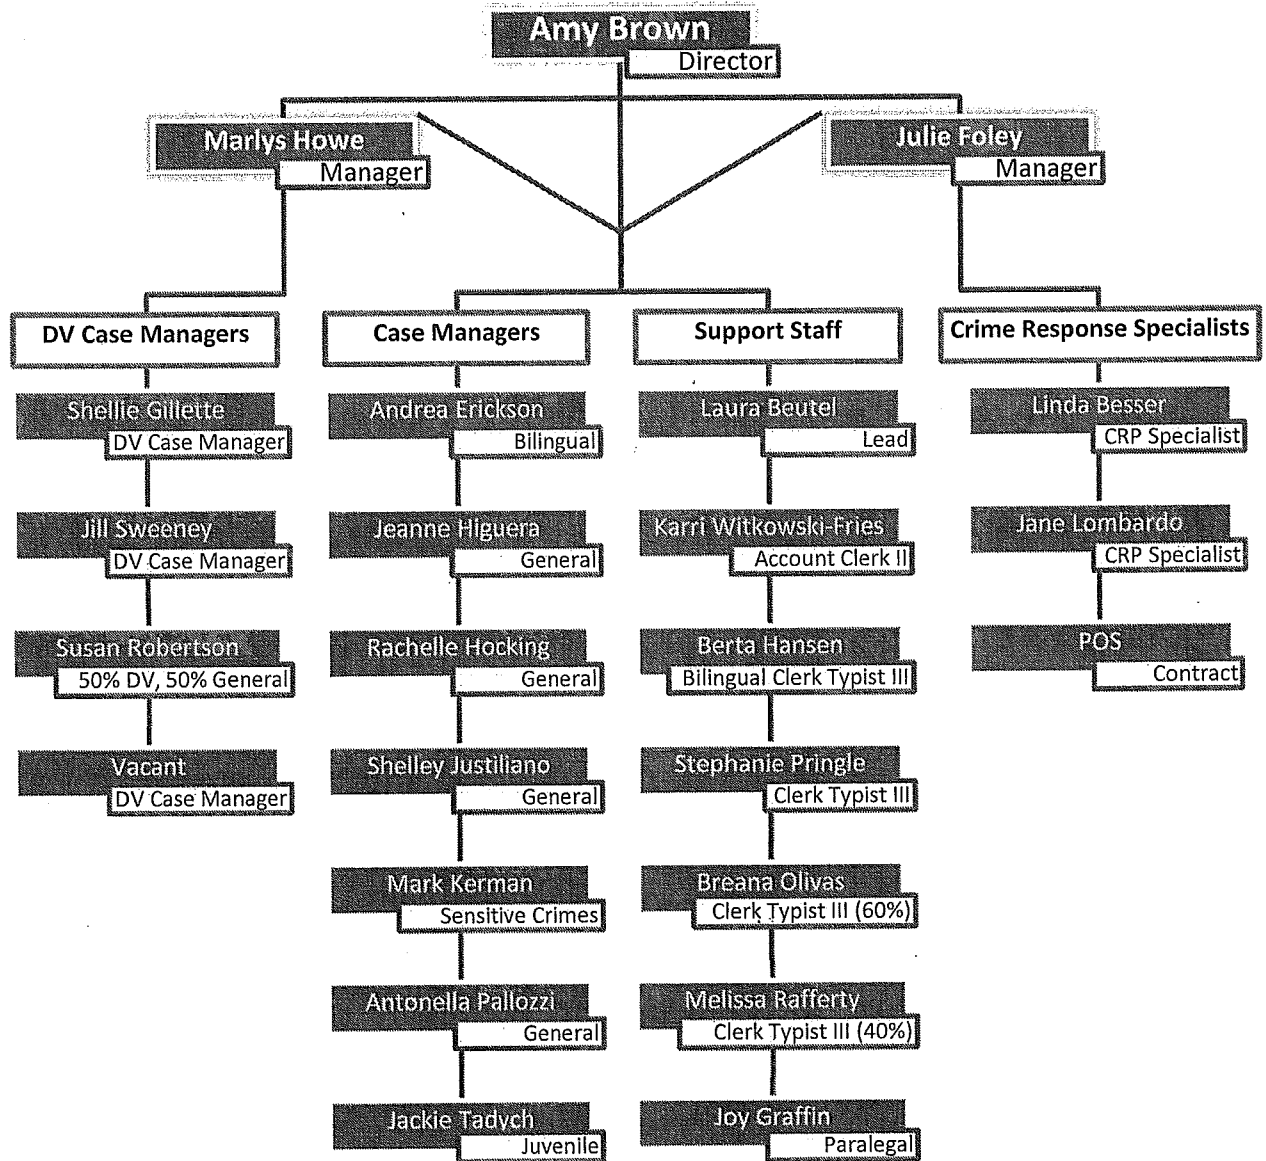 Amy Brown
Director
Marlys Howe
Manager
Julie Foley
Manager
DV Case Managers
Shellie Gillette
DV Case Manager
Jill Sweeney
DV Case Manager
Susan Robertson
50% DV, 50% General
Vacant
DV Case Manager
Case Managers
Andrea Erickson
Bilingual
Jeanne Higuera
General
Rachelle Hocking
General
Shelley Justiliano
General
Mark Kerman
Sensitive Crimes
Antonella Pallozzi
General
Jackie Tadych
Juvenile
Support Staff
Laura Beutel
Lead
Karri Witkowski-Fries
Account Clerk II
Berta Hansen
Bilingual Clerk Typist III
Stephanie Pringle
Clerk Typist III
Breana Olivas
Clerk Typist III (60%)
Melissa Rafferty
Clerk Typist III (40%)
Joy Graffin
Paralegal
Crime Response Specialists
Linda Besser
CRP Specialist
Jane Lombardo
CRP Specialist
POS
Contract